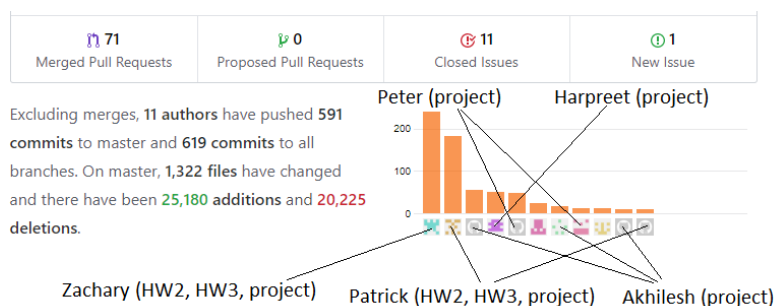 71
Merged Pull Requests
0
Proposed Pull Requests
11
Closed Issues
1
New Issue
Excluding merges, 11 authors have pushed 591
commits to master and 619 commits to all
branches. On master, 1,322 files have changed
and there have been 25,180 additions and 20,225
deletions.
Peter (project)
Harpreet (project)
200
100
0
Zachary (HW2, HW3, project)
Patrick (HW2, HW3, project)
Akhilesh (project)